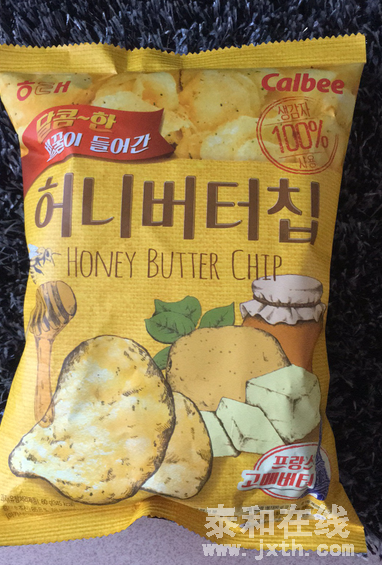 해태
Calbee
달콤~한
벌꿀이 들어간
생감자
100%
사용
허니버터칩
HONEY BUTTER CHIP
프랑스
고메버터
泰和在线
www.jxth.com